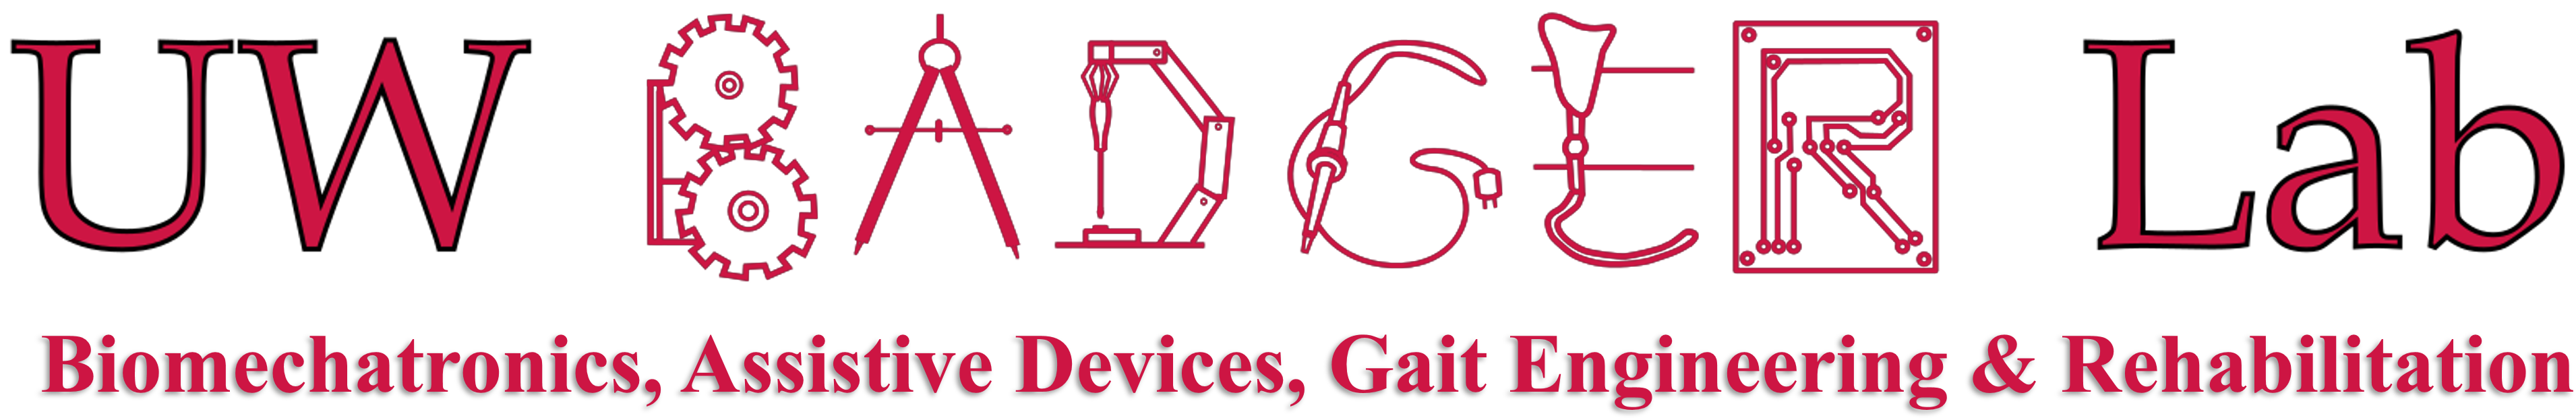 UW BADGER Lab
Biomechatronics, Assistive Devices, Gait Engineering & Rehabilitation